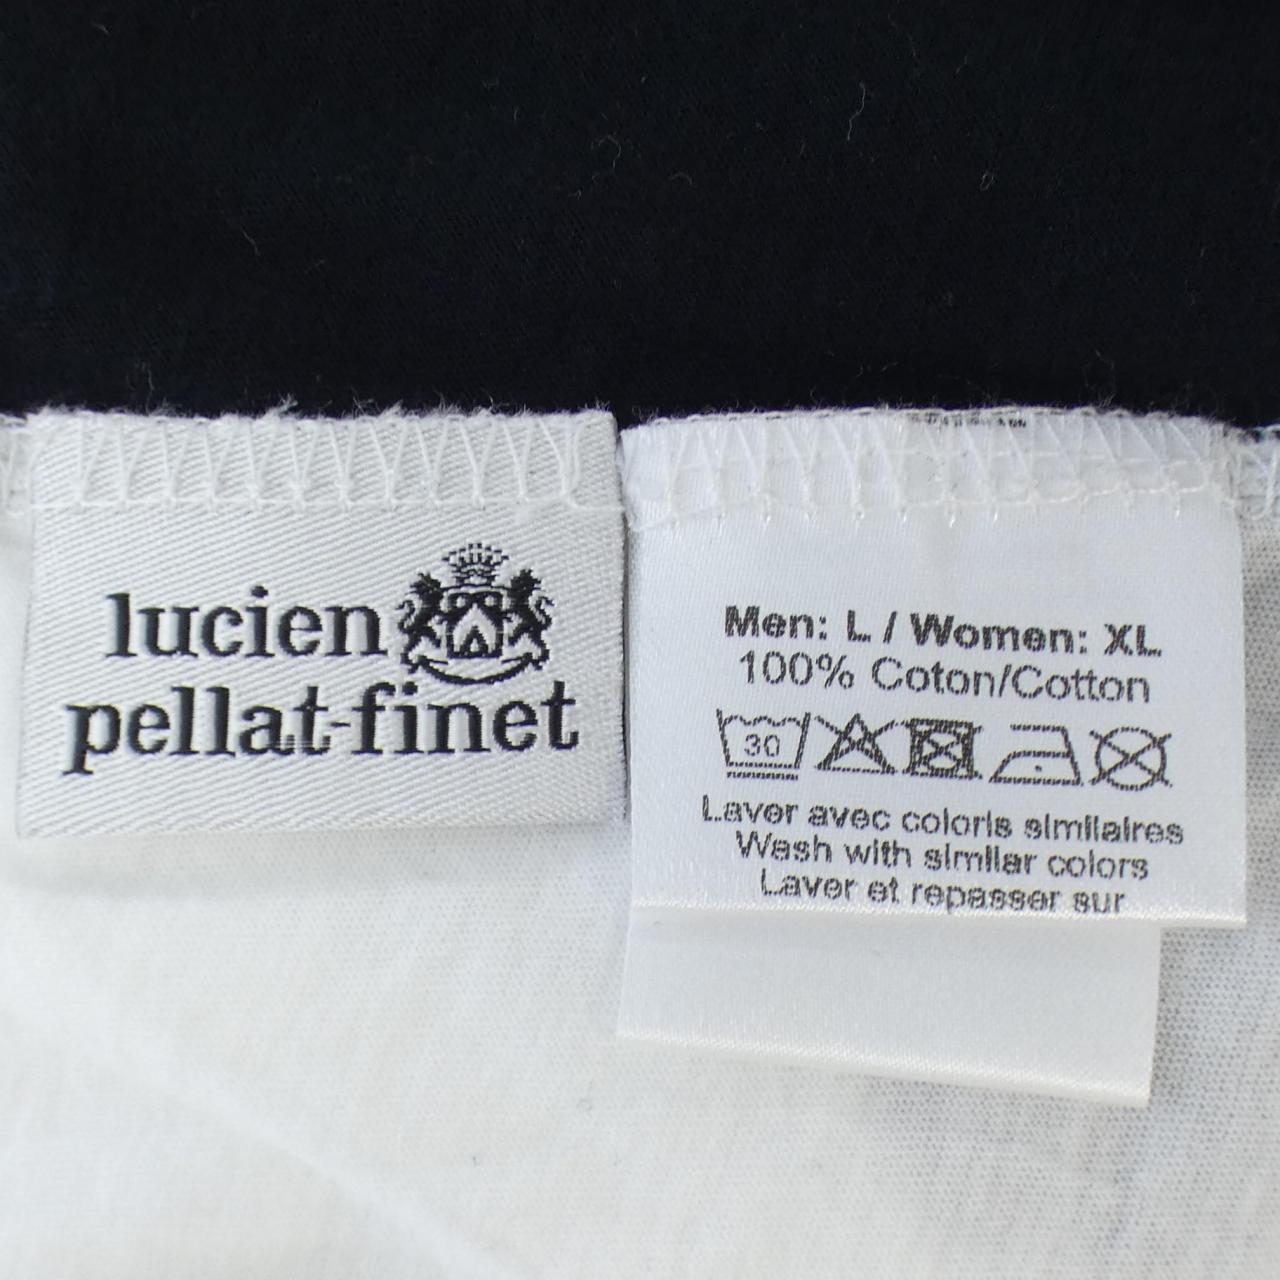 lucien
pellat-finet
Men: L / Women: XL
100% Coton/Cotton
30
Laver avec coloris similaires
Wash with similar colors
Laver et repasser sur